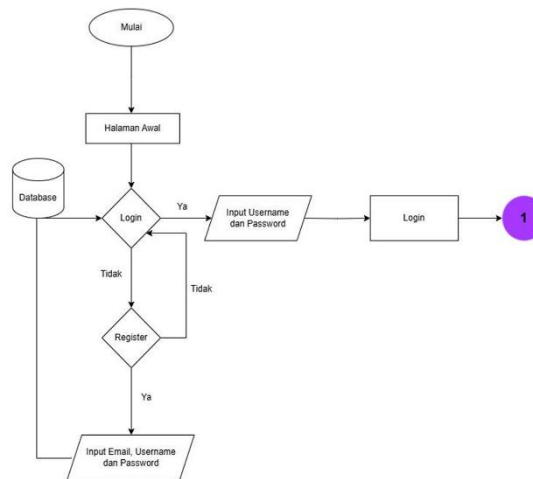 Mulai
Halaman Awal
Database
Login
Ya
Input Username
dan Password
Login
1
Tidak
Tidak
Register
Ya
Input Email, Username
dan Password